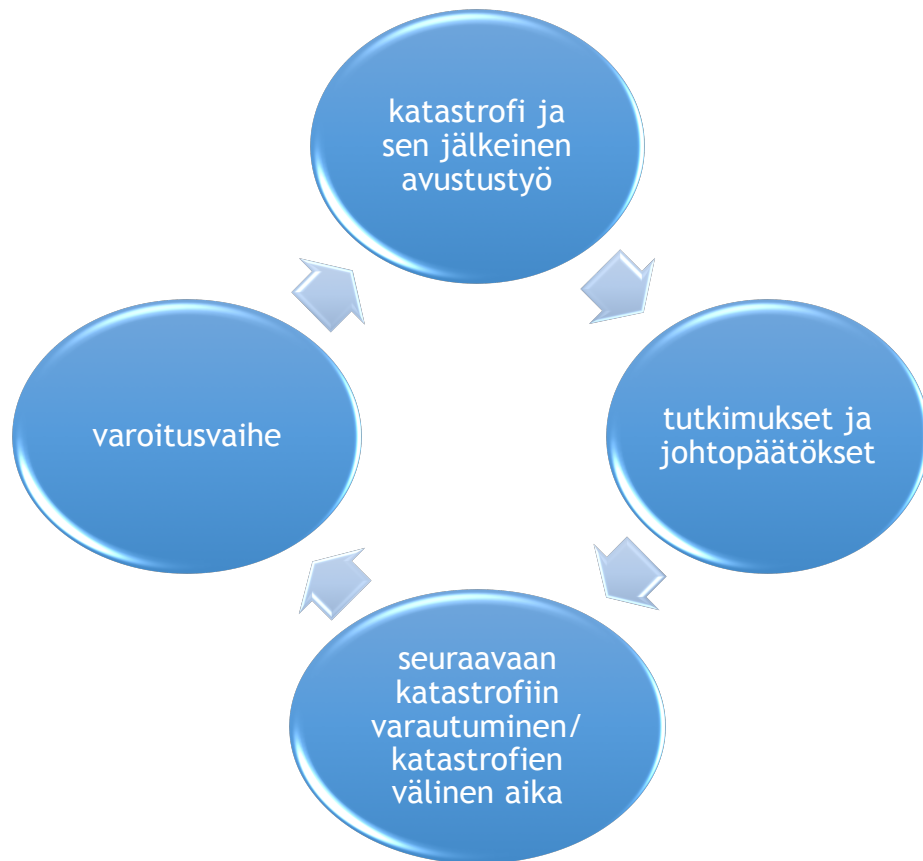 katastrofi ja
sen jälkeinen
avustustyö
varoitusvaihe
tutkimukset ja
johtopäätökset
seuraavaan
katastrofiin
varautuminen/
katastrofien
välinen aika